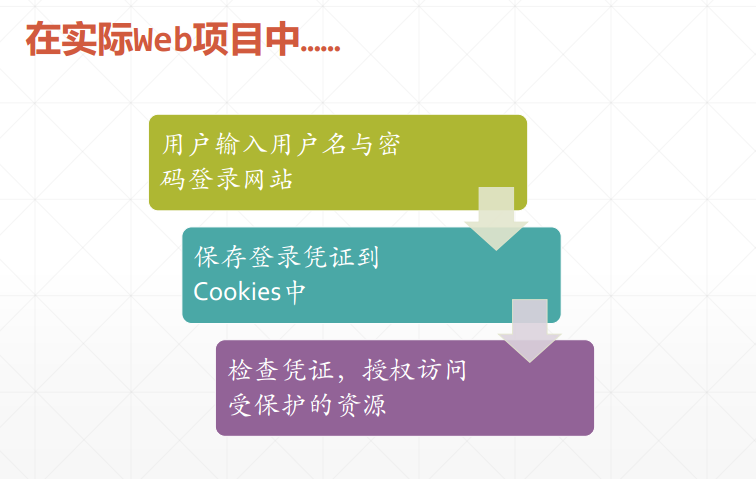 在实际Web项目中……
用户输入用户名与密
码登录网站
保存登录凭证到
Cookies中
检查凭证，授权访问
受保护的资源